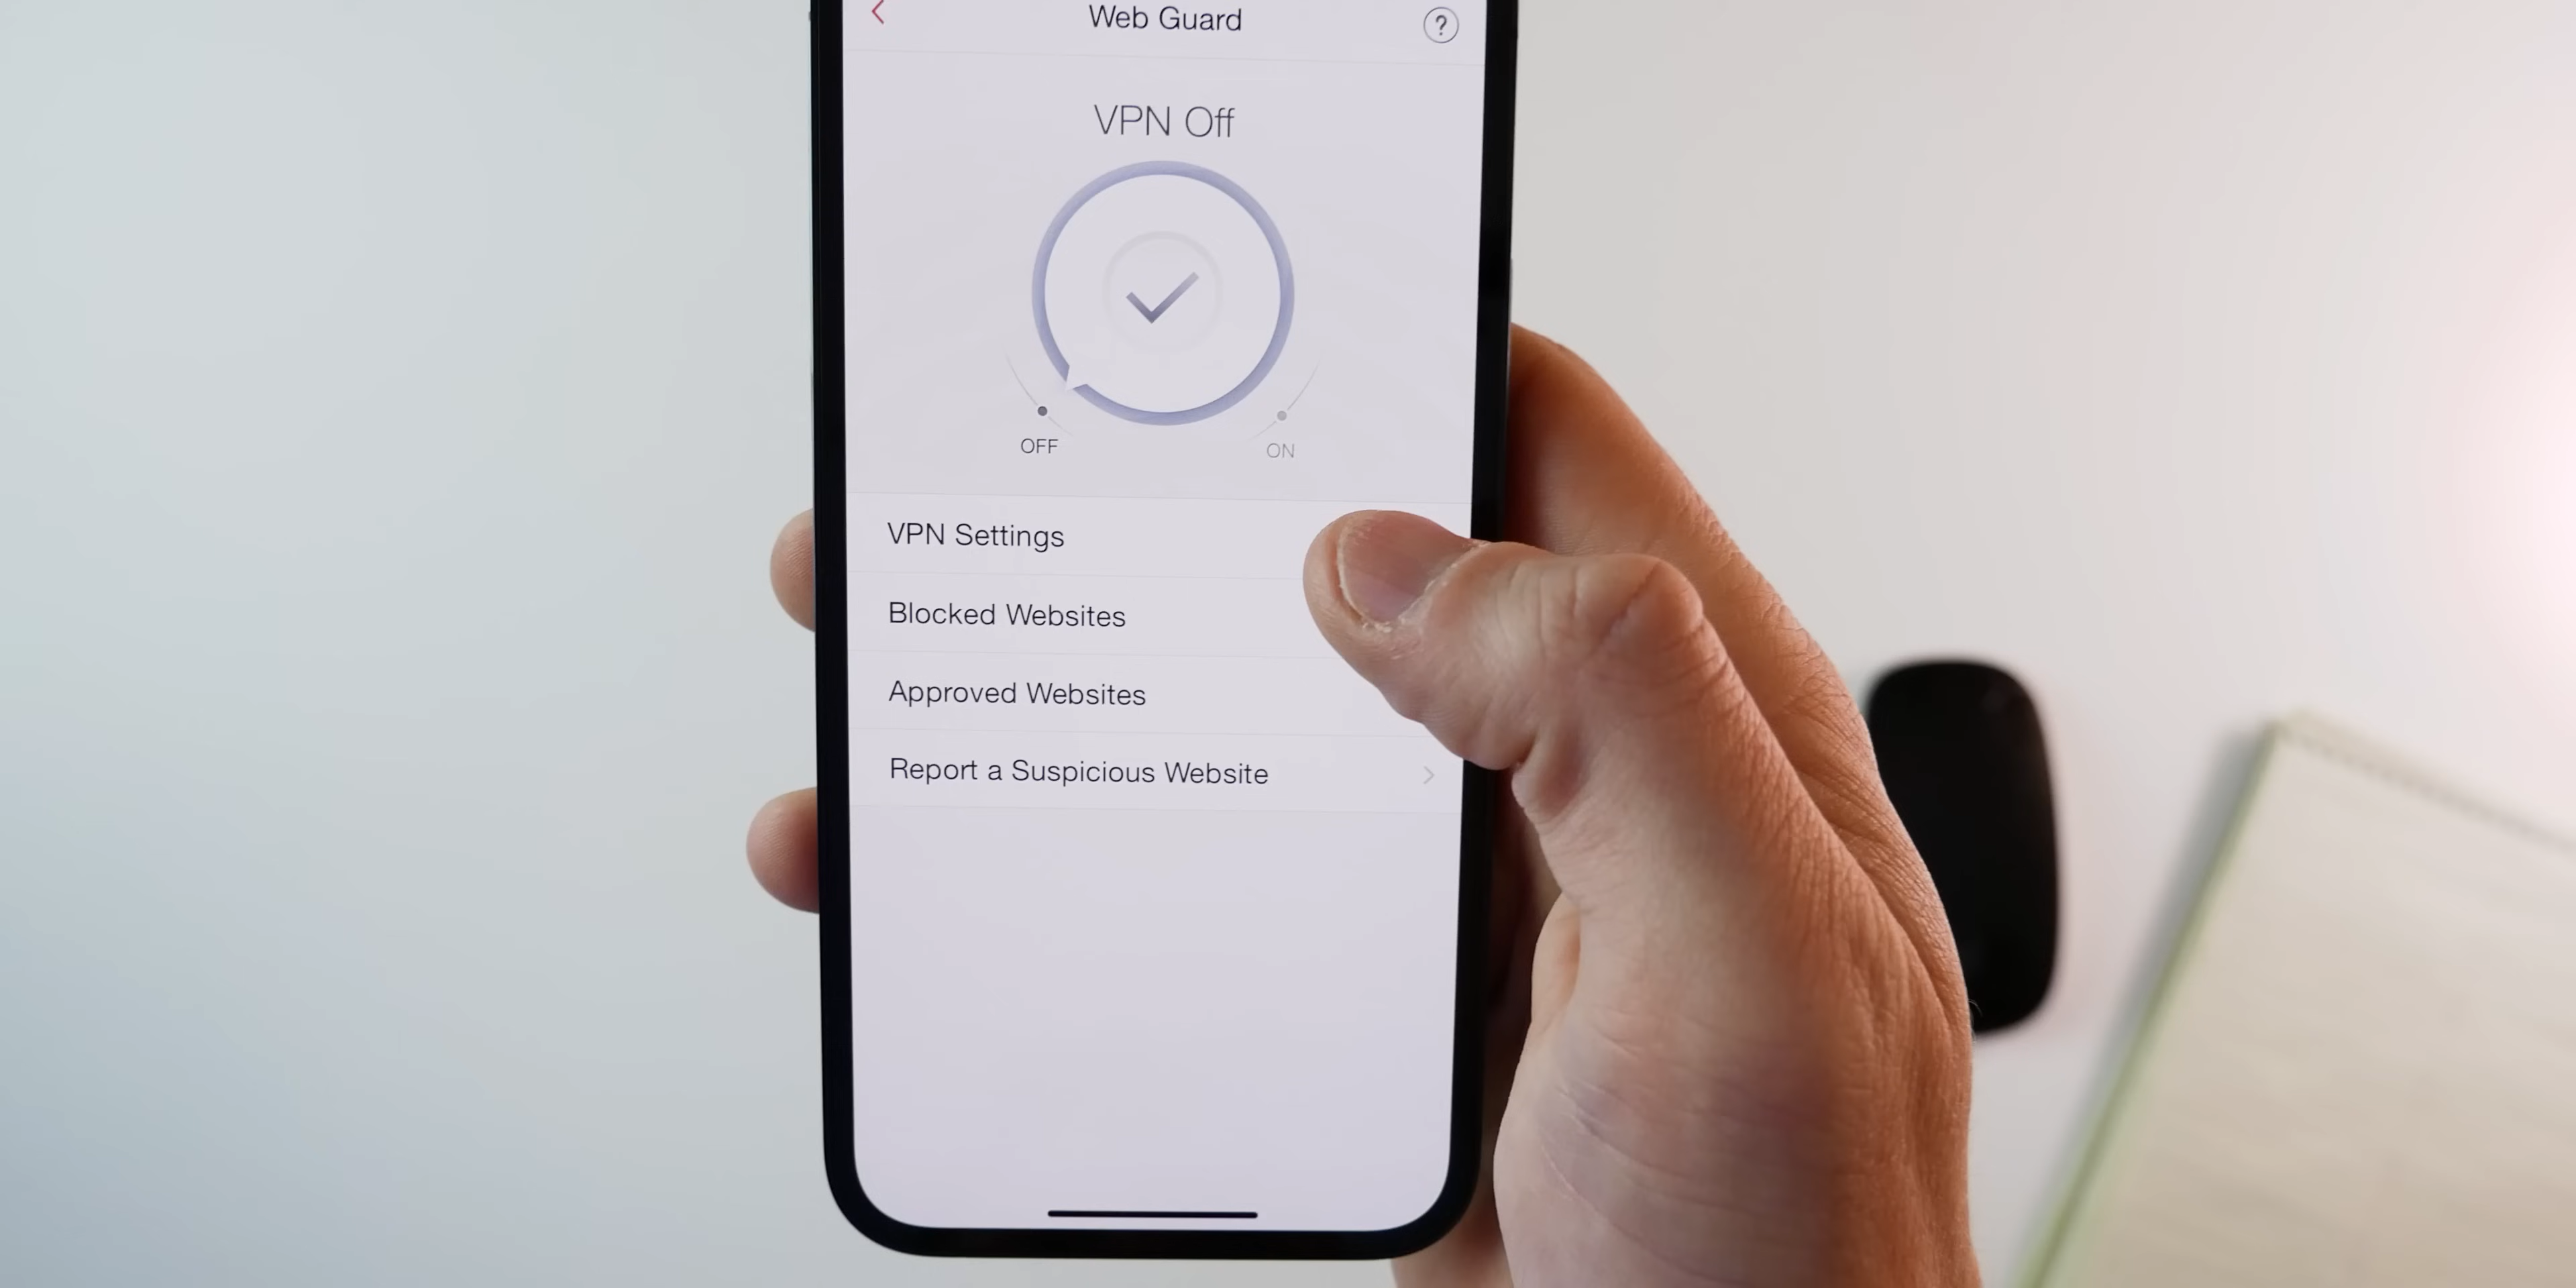 Web Guard
?
VPN Off
OFF
ON
VPN Settings
Blocked Websites
Approved Websites
Report a Suspicious Website